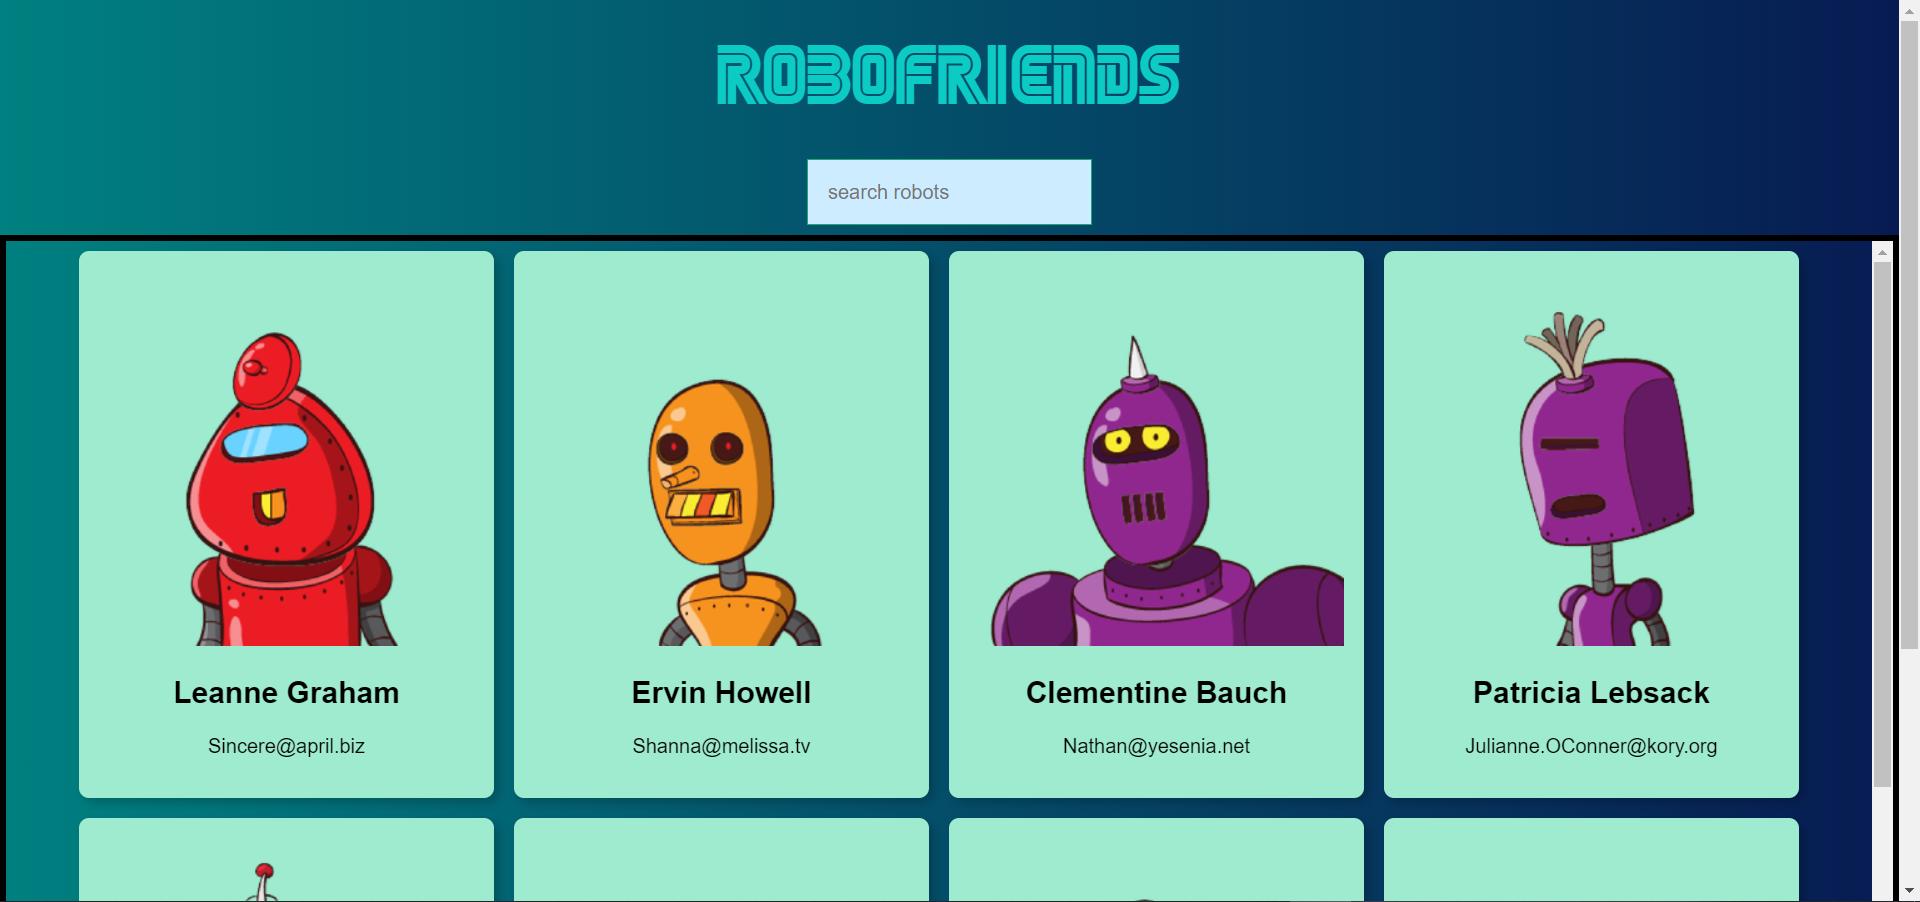 ROBOFRIENDS
search robots
Leanne Graham
Sincere@april.biz
Ervin Howell
Shanna@melissa.tv
Clementine Bauch
Nathan@yesenia.net
Patricia Lebsack
Julianne.OConner@kory.org